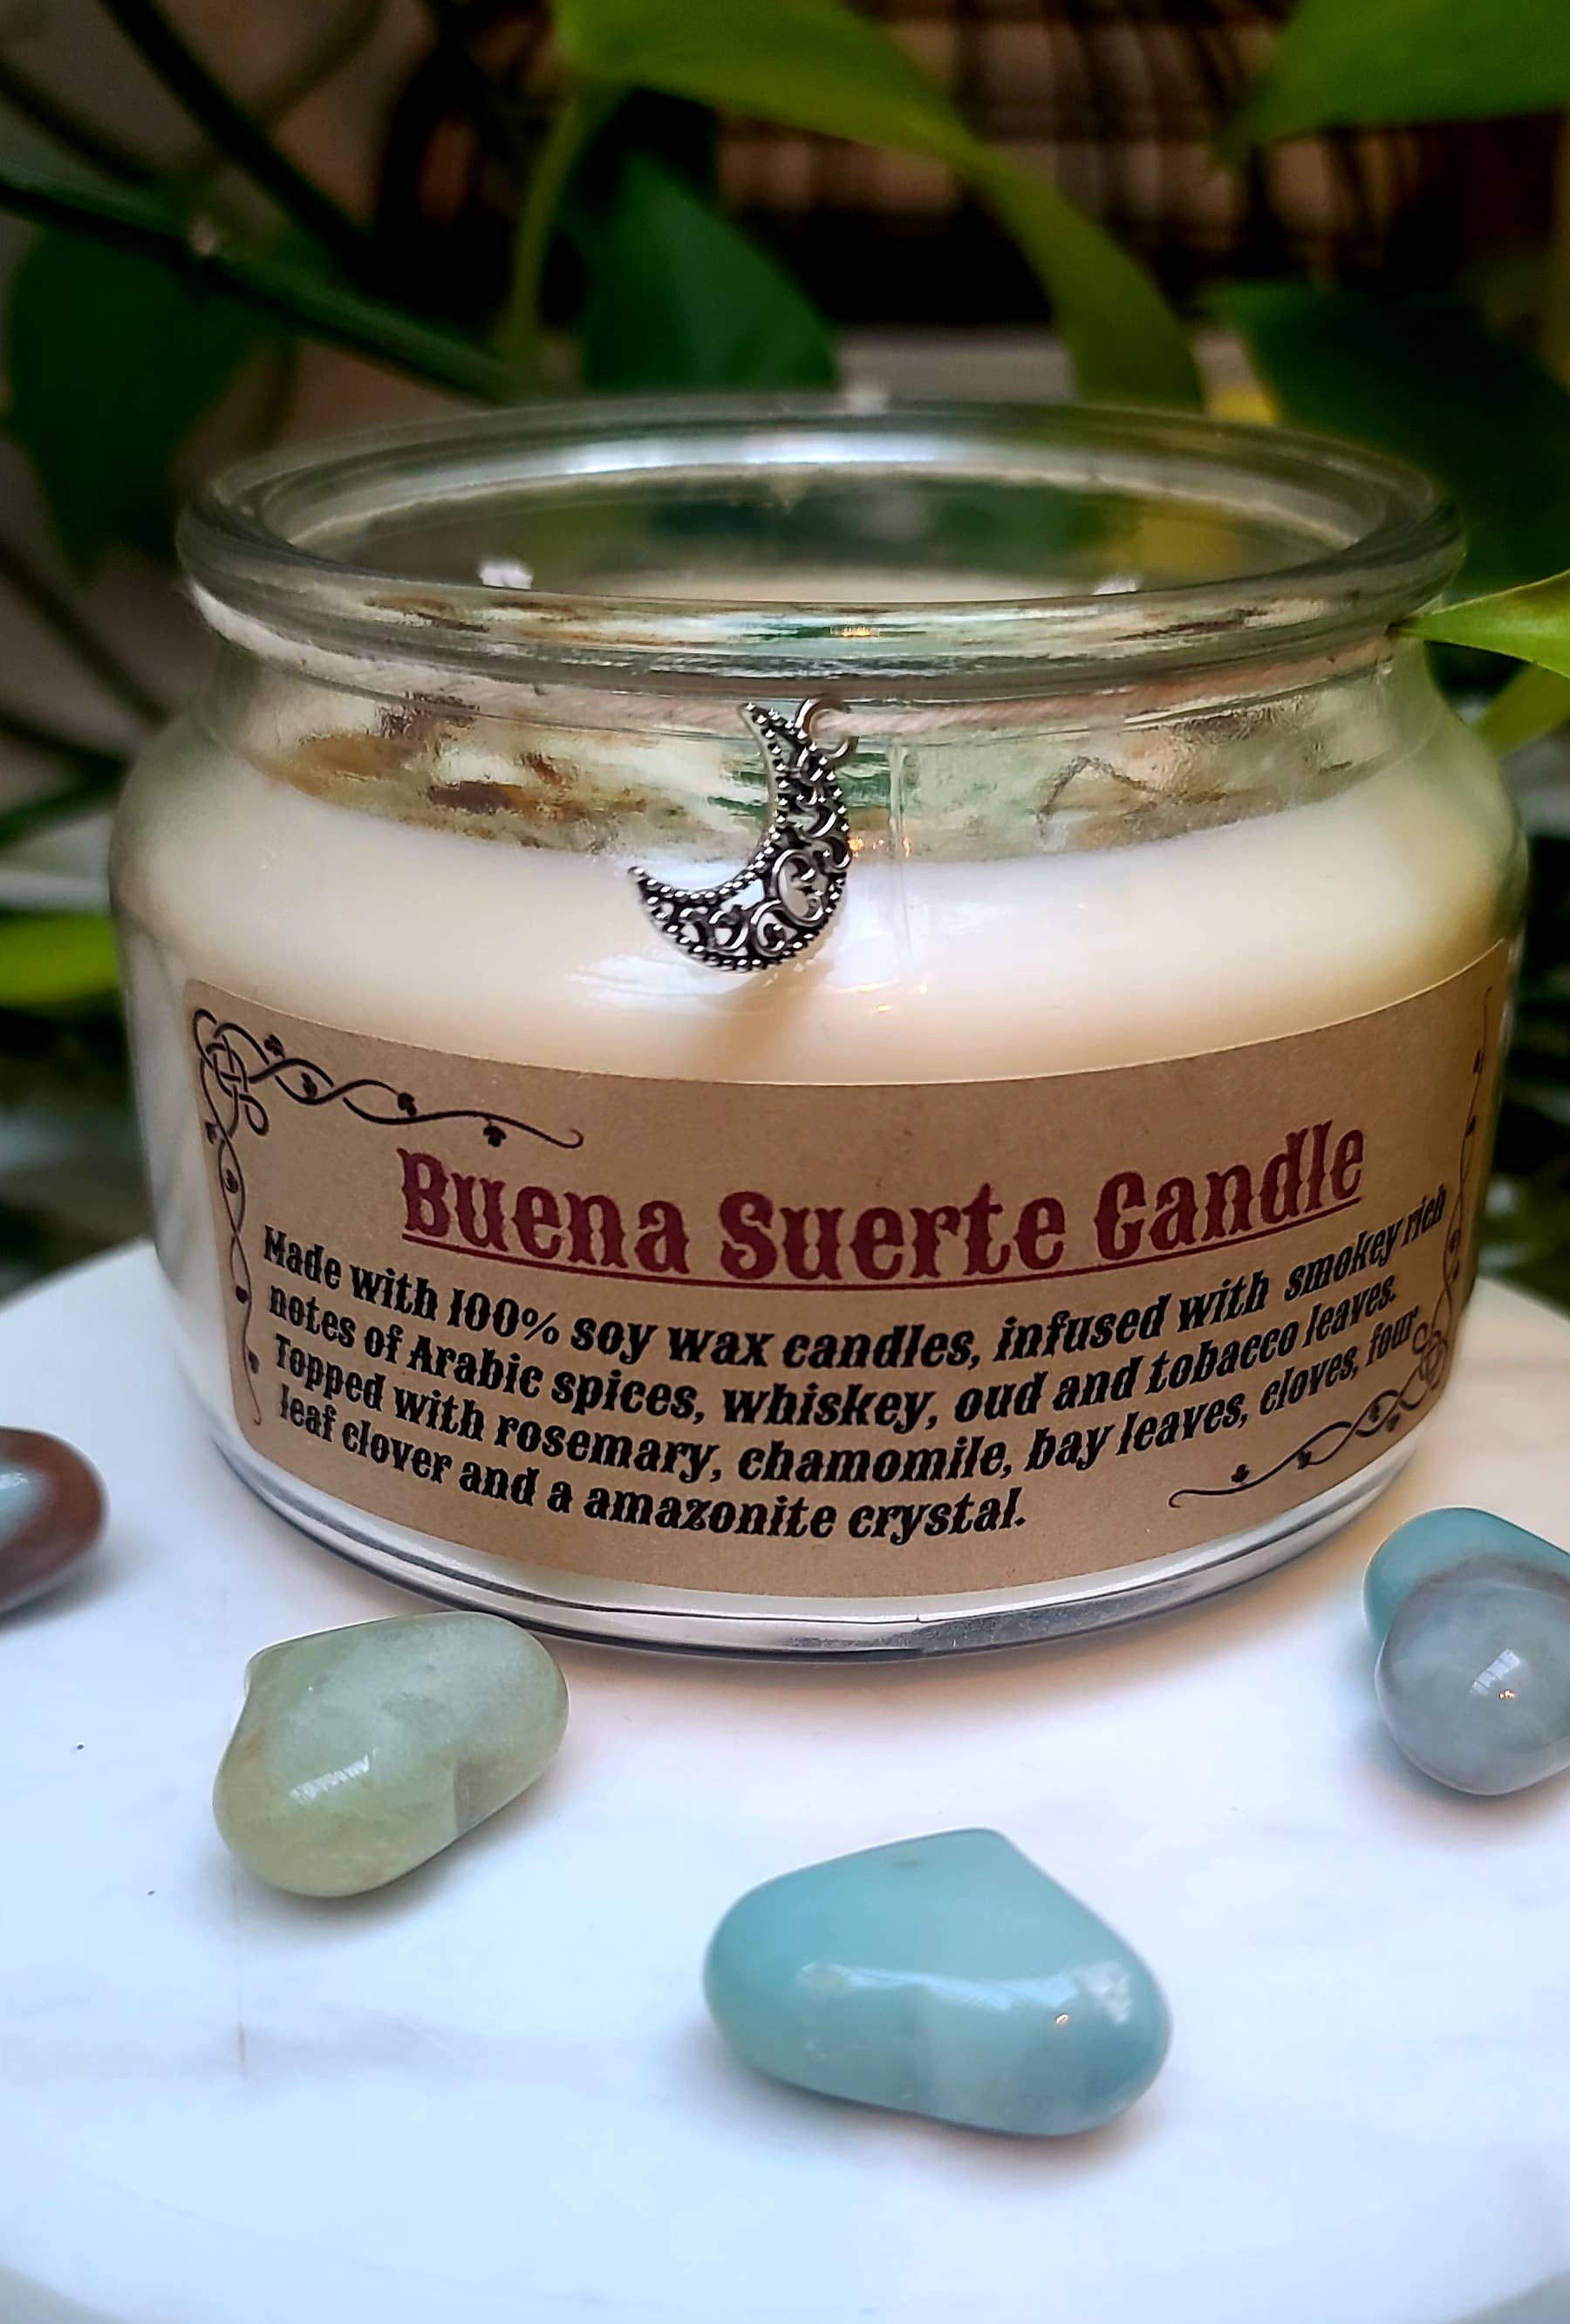 Buena Suerte Candle
Made with 100% soy wax candles, infused with smokey rich
notes of Arabic spices, whiskey, oud and tobacco leaves.
Topped with rosemary, chamomile, bay leaves, cloves, four
leaf clover and a amazonite crystal.